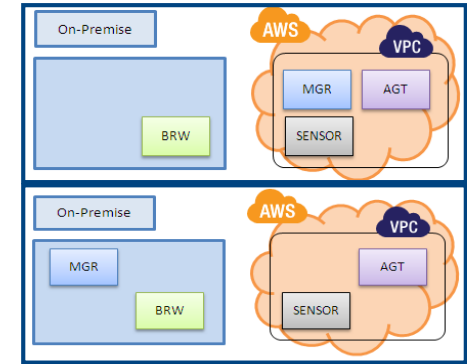 On-Premise
AWS
VPC
MGR
AGT
BRW
SENSOR
On-Premise
AWS
VPC
MGR
AGT
BRW
SENSOR